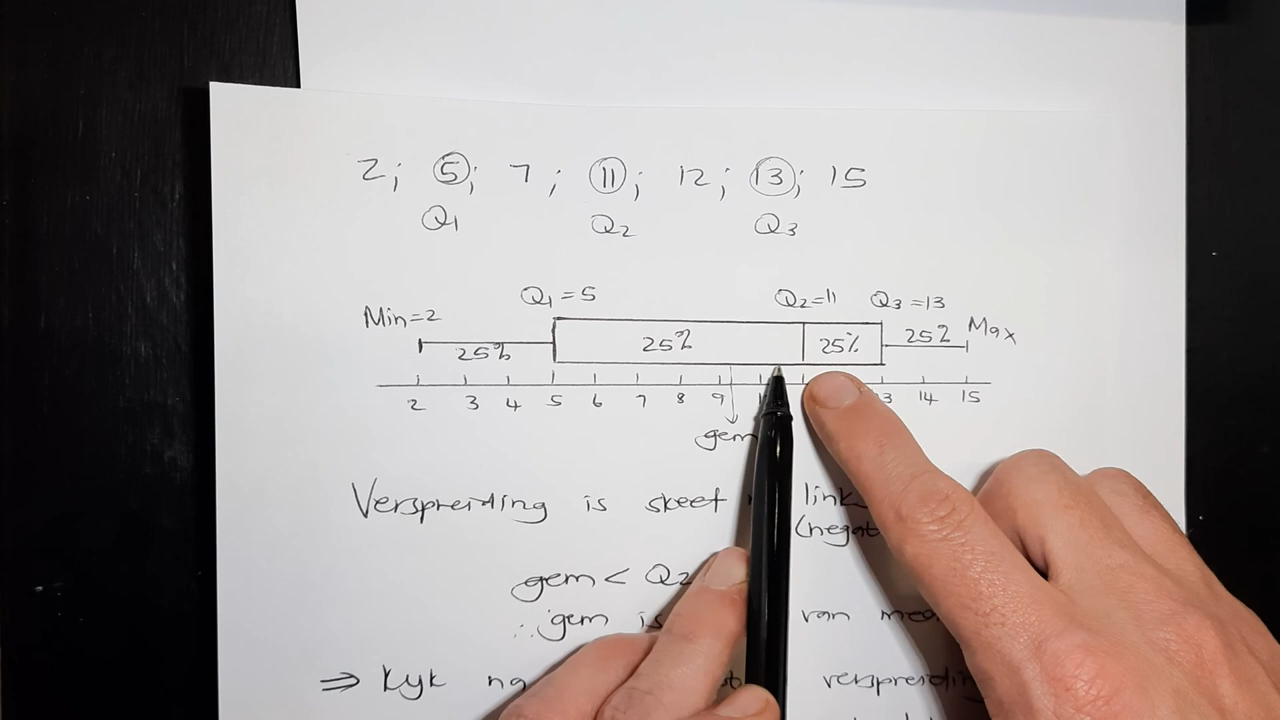 2; 5; 7; 11; 12; 13; 15
Q1 Q2 Q3
Q1=5 Q2=11 Q3=13
Min=2 Max
25% 25% 25% 25%
2 3 4 5 6 7 8 9 14 15
gem
Verspreiding is skeef
gem < Q2
∴ gem is van
⇒ Kyk na